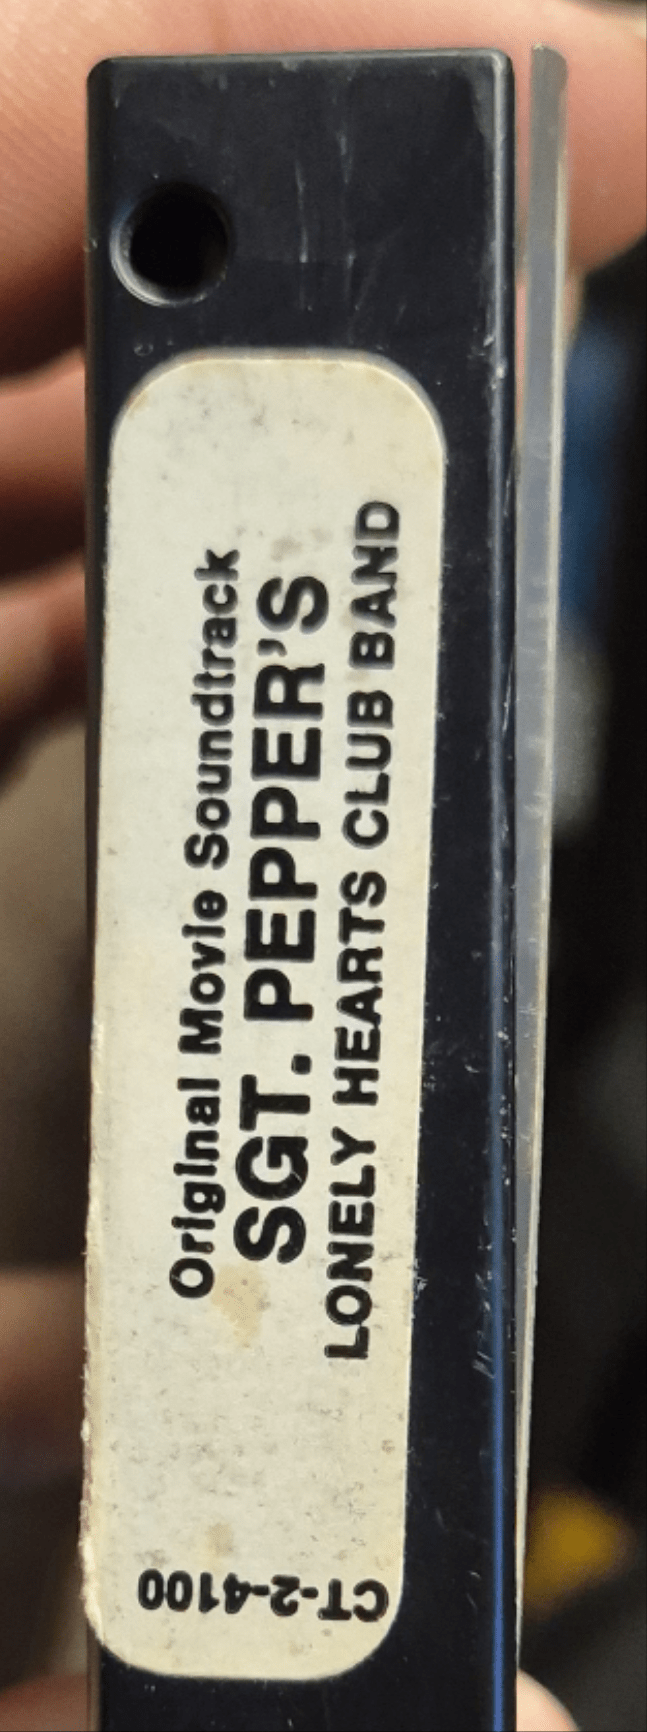 Original Movie Soundtrack
SGT. PEPPER'S
LONELY HEARTS CLUB BAND
CT-2-4100